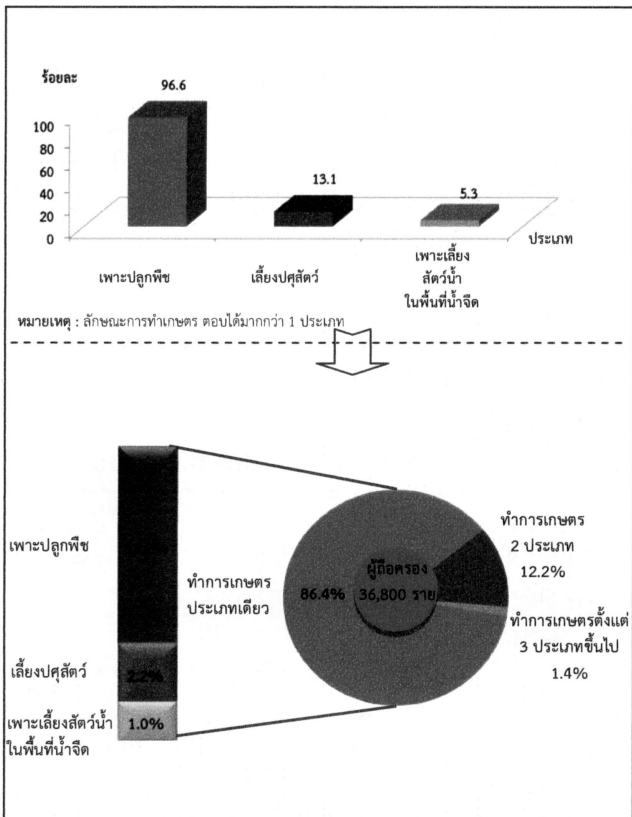 ร้อยละ
96.6
100
80
60
40
20
0
13.1
5.3
ประเภท
เพาะปลูกพืช
เลี้ยงปศุสัตว์
เพาะเลี้ยง
สัตว์น้ำ
ในพื้นที่น้ำจืด
หมายเหตุ : ลักษณะการทำเกษตร ตอบได้มากกว่า 1 ประเภท
เพาะปลูกพืช
เลี้ยงปศุสัตว์
2.2%
เพาะเลี้ยงสัตว์น้ำ
ในพื้นที่น้ำจืด
1.0%
ทำการเกษตร
ประเภทเดียว
86.4%
ผู้ถือครอง
36,800 ราย
ทำการเกษตร
2 ประเภท
12.2%
ทำการเกษตรตั้งแต่
3 ประเภทขึ้นไป
1.4%